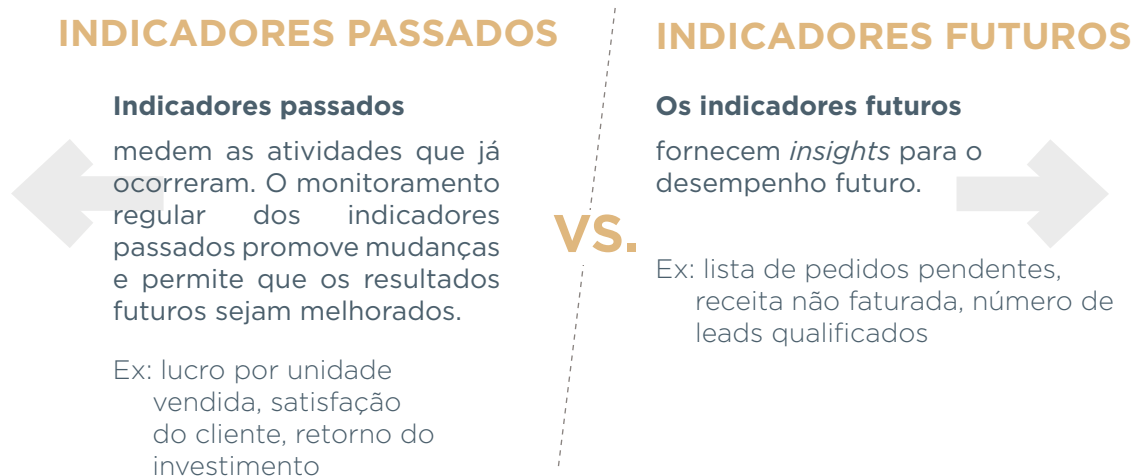 INDICADORES PASSADOS
Indicadores passados
medem as atividades que já
ocorreram. O monitoramento
regular dos indicadores
passados promove mudanças
e permite que os resultados
futuros sejam melhorados.
Ex: lucro por unidade
vendida, satisfação
do cliente, retorno do
investimento
VS.
INDICADORES FUTUROS
Os indicadores futuros
fornecem insights para o
desempenho futuro.
Ex: lista de pedidos pendentes,
receita não faturada, número de
leads qualificados